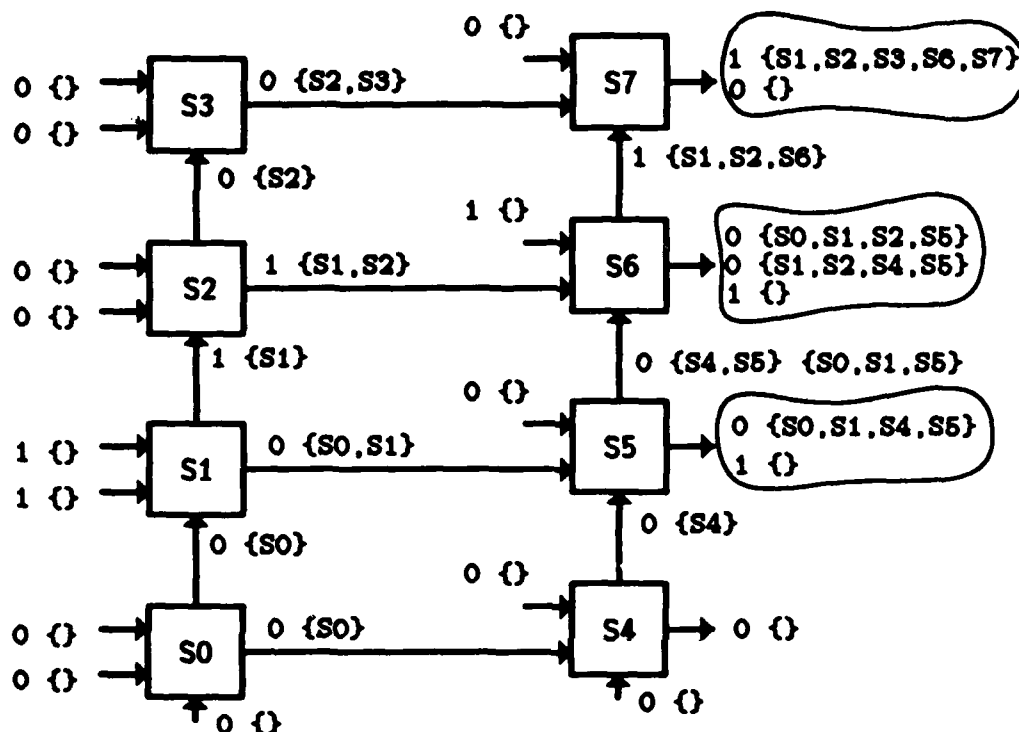 0 {}
0 {}
0 {}
S3
0 {S2,S3}
S7
1 {S1,S2,S3,S6,S7}
0 {}
0 {S2}
1 {S1,S2,S6}
0 {}
0 {}
1 {}
S2
1 {S1,S2}
S6
0 {S0,S1,S2,S5}
0 {S1,S2,S4,S5}
1 {}
1 {S1}
0 {S4,S5} {S0,S1,S5}
1 {}
1 {}
0 {}
S1
0 {S0,S1}
S5
0 {S0,S1,S4,S5}
1 {}
0 {S0}
0 {S4}
0 {}
0 {}
0 {}
S0
0 {S0}
S4
0 {}
0 {}
0 {}